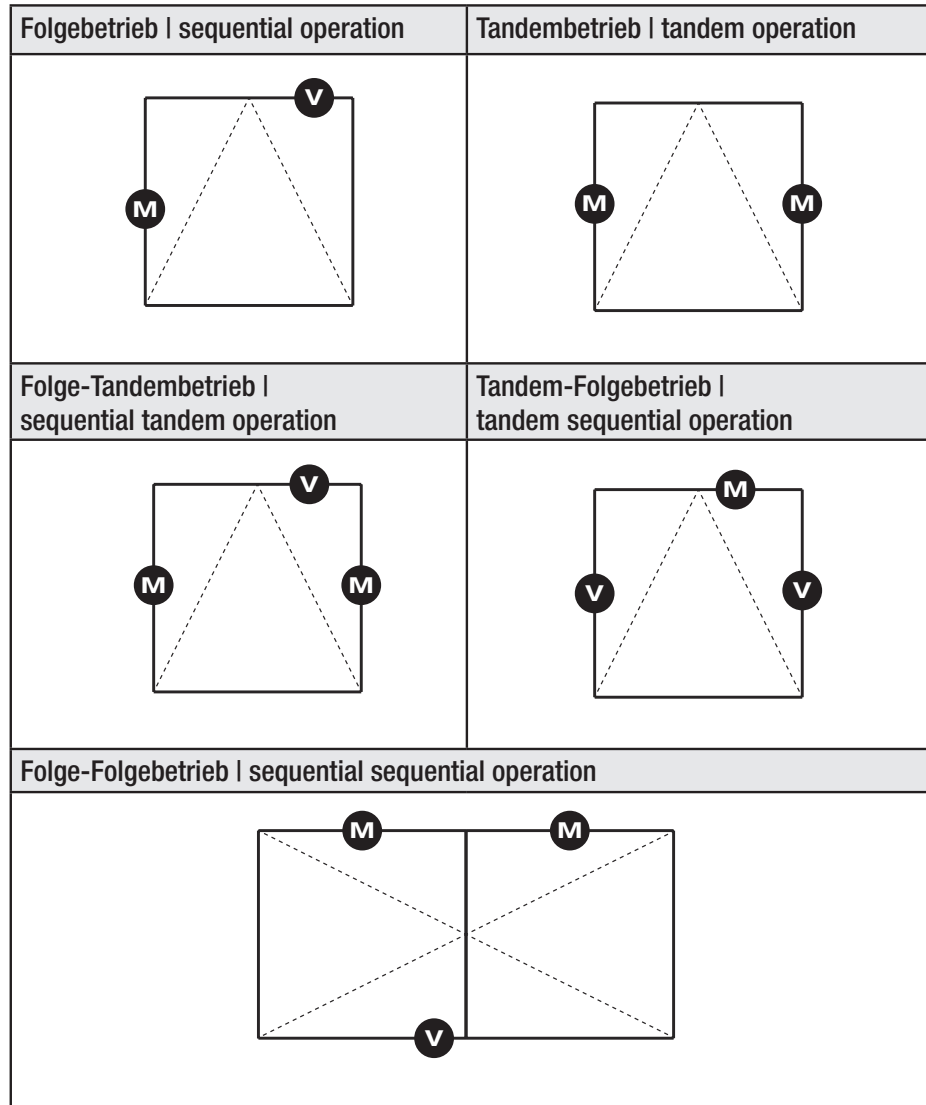 Folgebetrieb | sequential operation
Tandembetrieb | tandem operation
V
M
M
M
Folge-Tandembetrieb |
sequential tandem operation
Tandem-Folgebetrieb |
tandem sequential operation
V
M
M
M
V
V
Folge-Folgebetrieb | sequential sequential operation
M
M
V